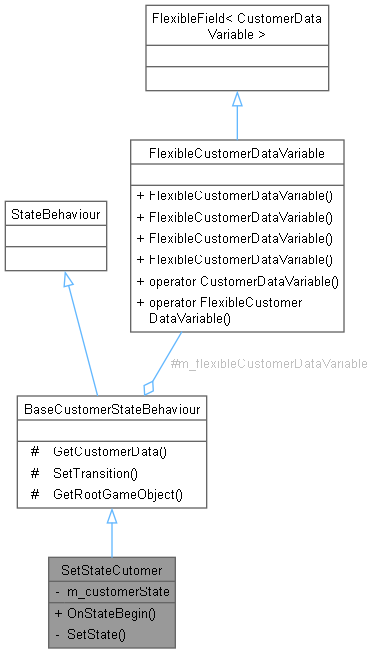 FlexibleField< CustomerData
Variable >
FlexibleCustomerDataVariable
+ FlexibleCustomerDataVariable()
+ FlexibleCustomerDataVariable()
+ FlexibleCustomerDataVariable()
+ FlexibleCustomerDataVariable()
+ operator CustomerDataVariable()
+ operator FlexibleCustomer
DataVariable()
StateBehaviour
#m_flexibleCustomerDataVariable
BaseCustomerStateBehaviour
# GetCustomerData()
# SetTransition()
# GetRootGameObject()
SetStateCutomer
- m_customerState
+ OnStateBegin()
- SetState()